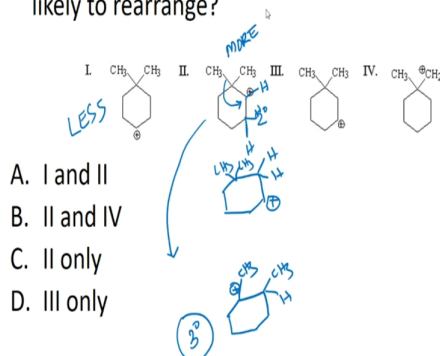 likely to rearrange?
MORE
I. CH3 CH3 II. CH3 CH3 III. CH3 CH3 IV. CH3 ⊕CH2
⊕ H
LESS
2°
⊕ ⊕
H
A. I and II
CH3 CH3 H
H
⊕
B. II and IV
C. II only
CH3 CH3
⊕ H
D. III only
3°